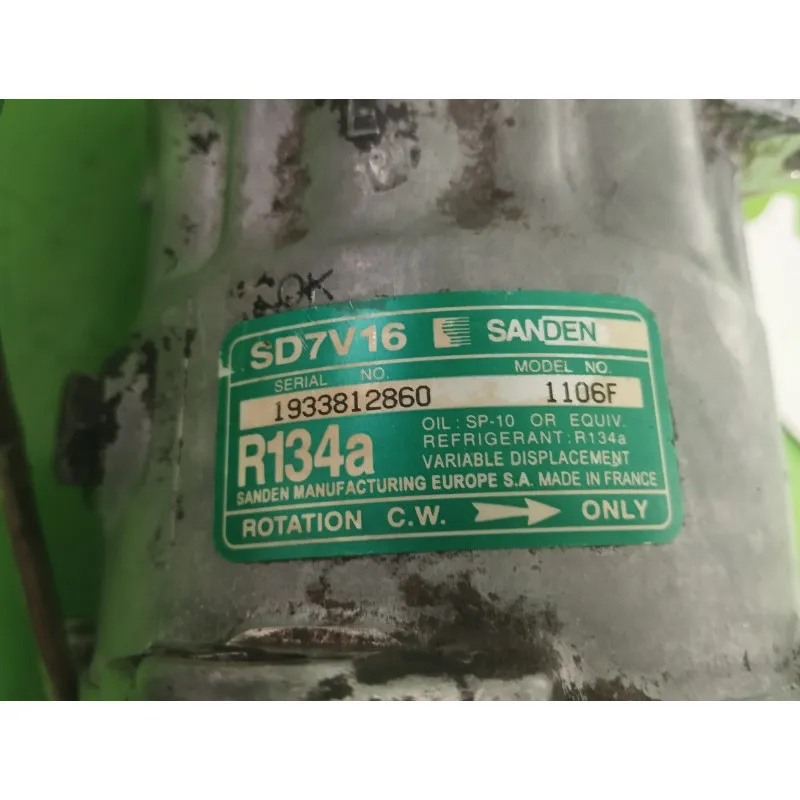 OK
SD7V16 SANDEN
SERIAL NO. MODEL NO.
1933812860 1106F
OIL: SP-10 OR EQUIV.
REFRIGERANT: R134a
R134a VARIABLE DISPLACEMENT
SANDEN MANUFACTURING EUROPE S.A. MADE IN FRANCE
ROTATION C.W. ONLY